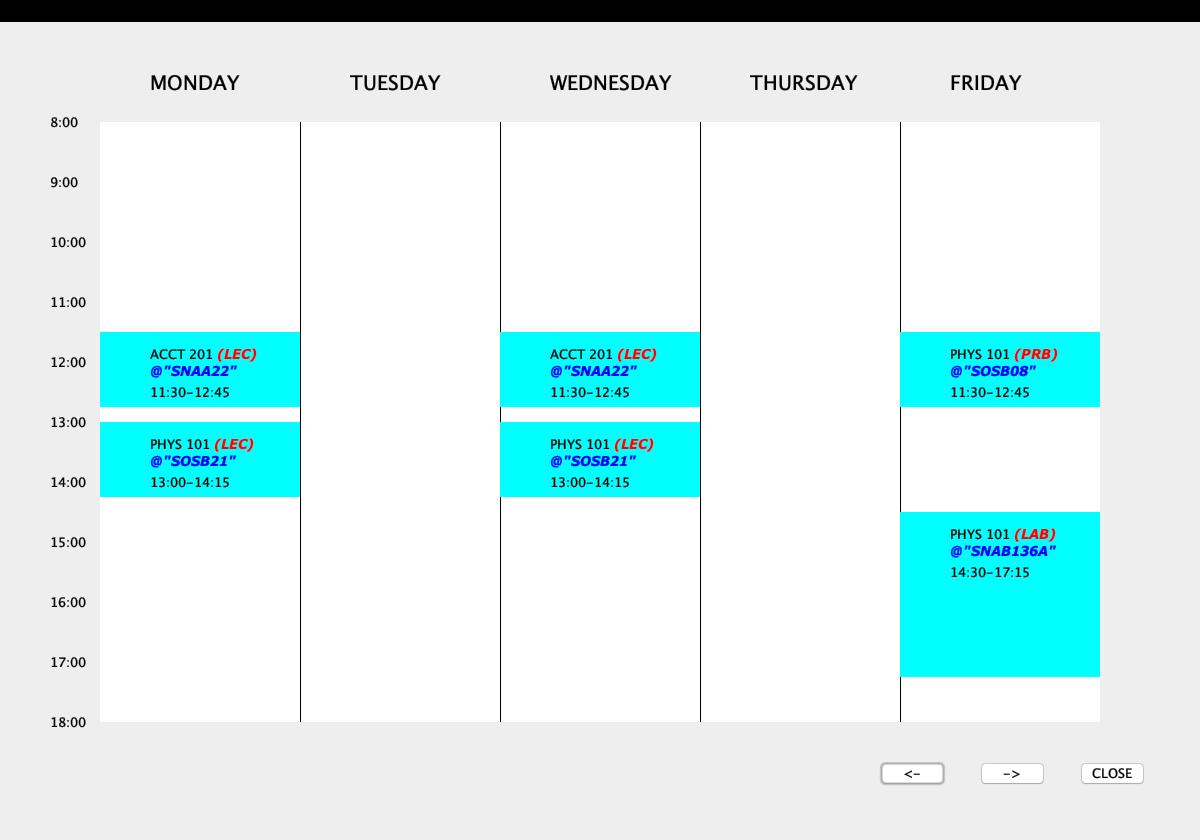 MONDAY TUESDAY WEDNESDAY THURSDAY FRIDAY
8:00
9:00
10:00
11:00
ACCT 201 (LEC) ACCT 201 (LEC) PHYS 101 (PRB)
12:00
@"SNAA22" @"SNAA22" @"SOSB08"
11:30-12:45 11:30-12:45 11:30-12:45
13:00
PHYS 101 (LEC) PHYS 101 (LEC)
@"SOSB21" @"SOSB21"
14:00 13:00-14:15 13:00-14:15
PHYS 101 (LAB)
15:00
@"SNAB136A"
14:30-17:15
16:00
17:00
18:00
<- -> CLOSE